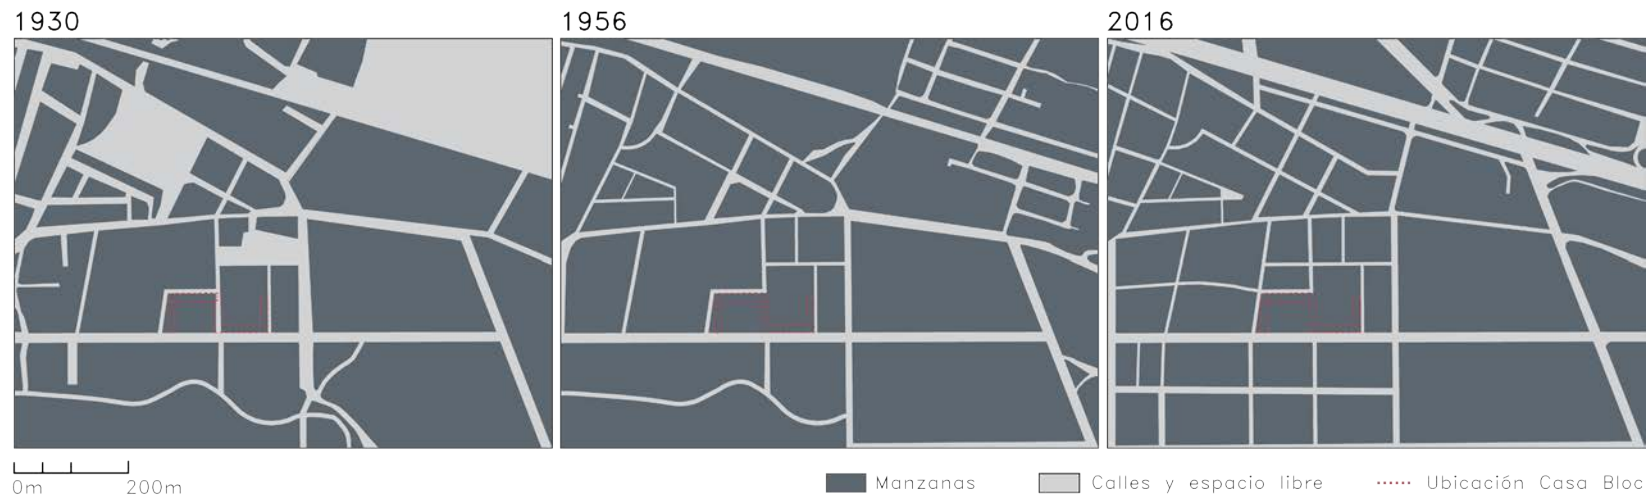 1930
1956
2016
0m 200m
Manzanas
Calles y espacio libre
Ubicación Casa Bloc